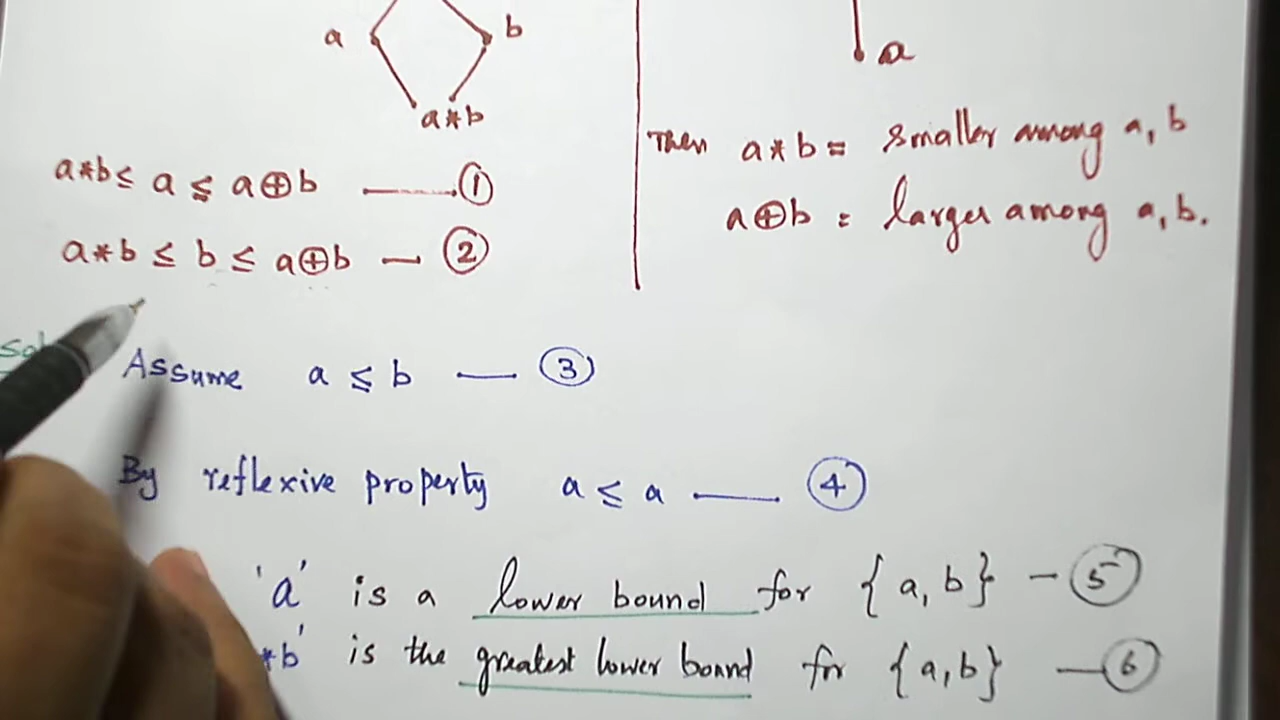 a b
a*b
a*b ≤ a ≤ a⊕b — ①
a*b ≤ b ≤ a⊕b — ②
a
Then a*b = smaller among a, b
a⊕b = larger among a, b.
Assume a ≤ b — ③
By reflexive property a ≤ a — ④
'a' is a lower bound for {a, b} — ⑤
*b' is the greatest lower bound for {a, b} — ⑥